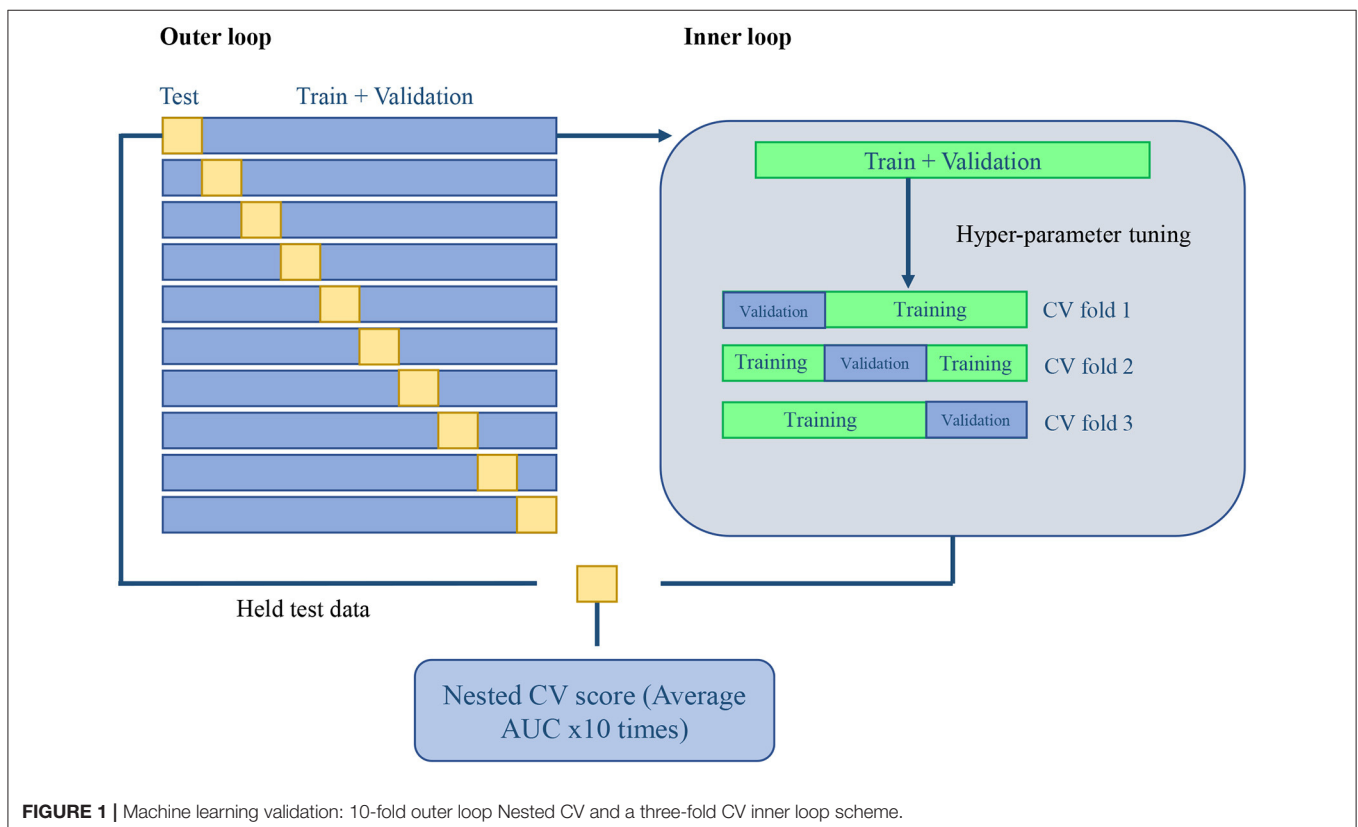 Outer loop
Inner loop
Test
Train + Validation
Train + Validation
Hyper-parameter tuning
Validation
Training
CV fold 1
Training
Validation
Training
CV fold 2
Training
Validation
CV fold 3
Held test data
Nested CV score (Average
AUC x10 times)
FIGURE 1 | Machine learning validation: 10-fold outer loop Nested CV and a three-fold CV inner loop scheme.